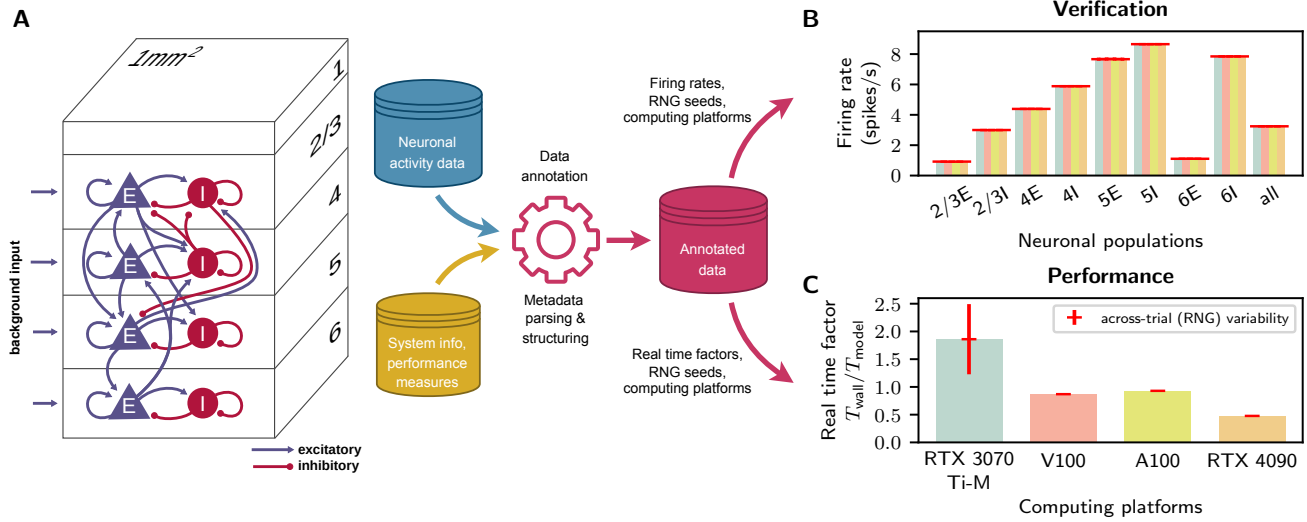 A
1mm²
1
2/3
4
5
6
background input
E
I
E
I
E
I
E
I
excitatory
inhibitory
Neuronal
activity data
System info,
performance
measures
Data
annotation
Metadata
parsing &
structuring
Annotated
data
Firing rates,
RNG seeds,
computing platforms
Real time factors,
RNG seeds,
computing platforms
B
Verification
Firing rate
(spikes/s)
8
6
4
2
0
2/3E
2/3I
4E
4I
5E
5I
6E
6I
all
Neuronal populations
C
Performance
Real time factor
T_wall/T_model
2.5
2.0
1.5
1.0
0.5
0.0
across-trial (RNG) variability
RTX 3070
Ti-M
V100
A100
RTX 4090
Computing platforms